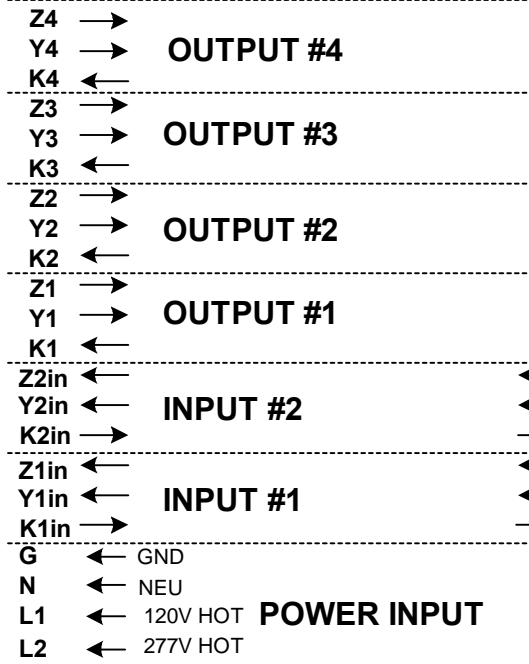 Z4
Y4 OUTPUT #4
K4
Z3
Y3 OUTPUT #3
K3
Z2
Y2 OUTPUT #2
K2
Z1
Y1 OUTPUT #1
K1
Z2in
Y2in INPUT #2
K2in
Z1in
Y1in INPUT #1
K1in
G GND
N NEU
L1 120V HOT POWER INPUT
L2 277V HOT